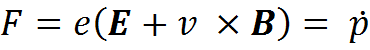 F = e(E + v × B) = ṗ